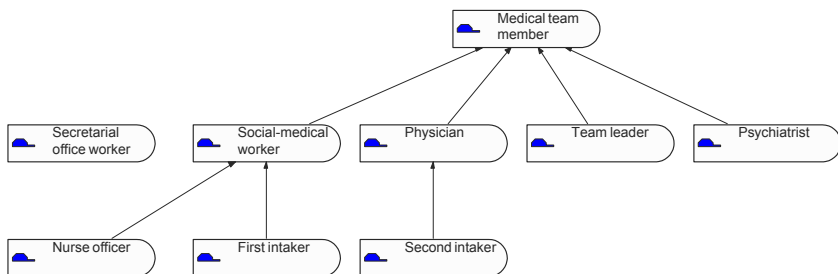 Medical team
member
Secretarial
office worker
Social-medical
worker
Physician
Team leader
Psychiatrist
Nurse officer
First intaker
Second intaker